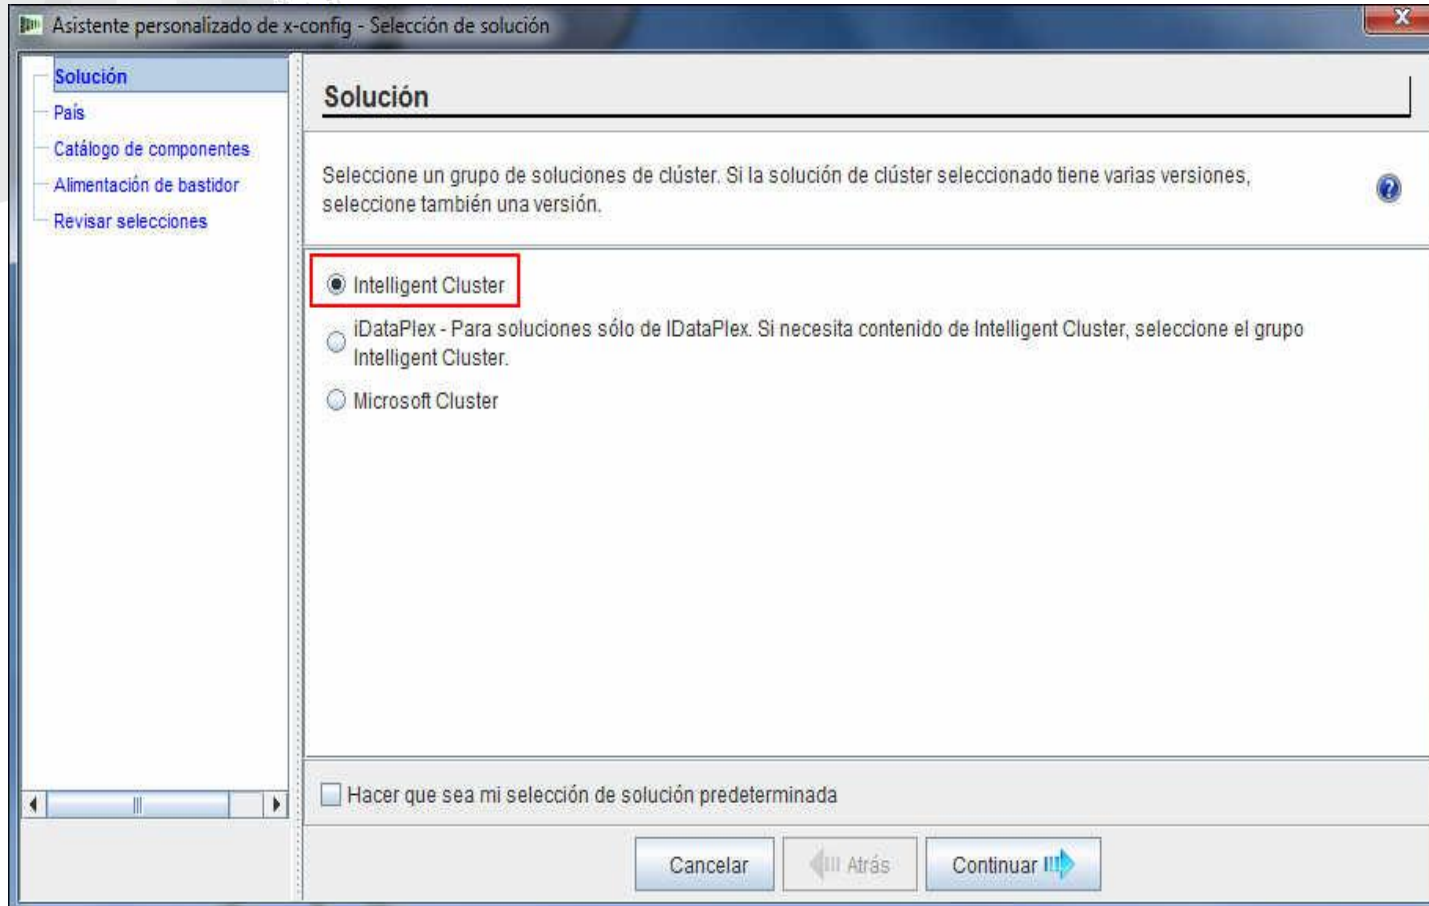 Asistente personalizado de x-config - Selección de solución
Solución
País
Catálogo de componentes
Alimentación de bastidor
Revisar selecciones
Solución
Seleccione un grupo de soluciones de clúster. Si la solución de clúster seleccionado tiene varias versiones,
seleccione también una versión.
Intelligent Cluster
iDataPlex - Para soluciones sólo de IDataPlex. Si necesita contenido de Intelligent Cluster, seleccione el grupo
Intelligent Cluster.
Microsoft Cluster
Hacer que sea mi selección de solución predeterminada
Cancelar
Atrás
Continuar